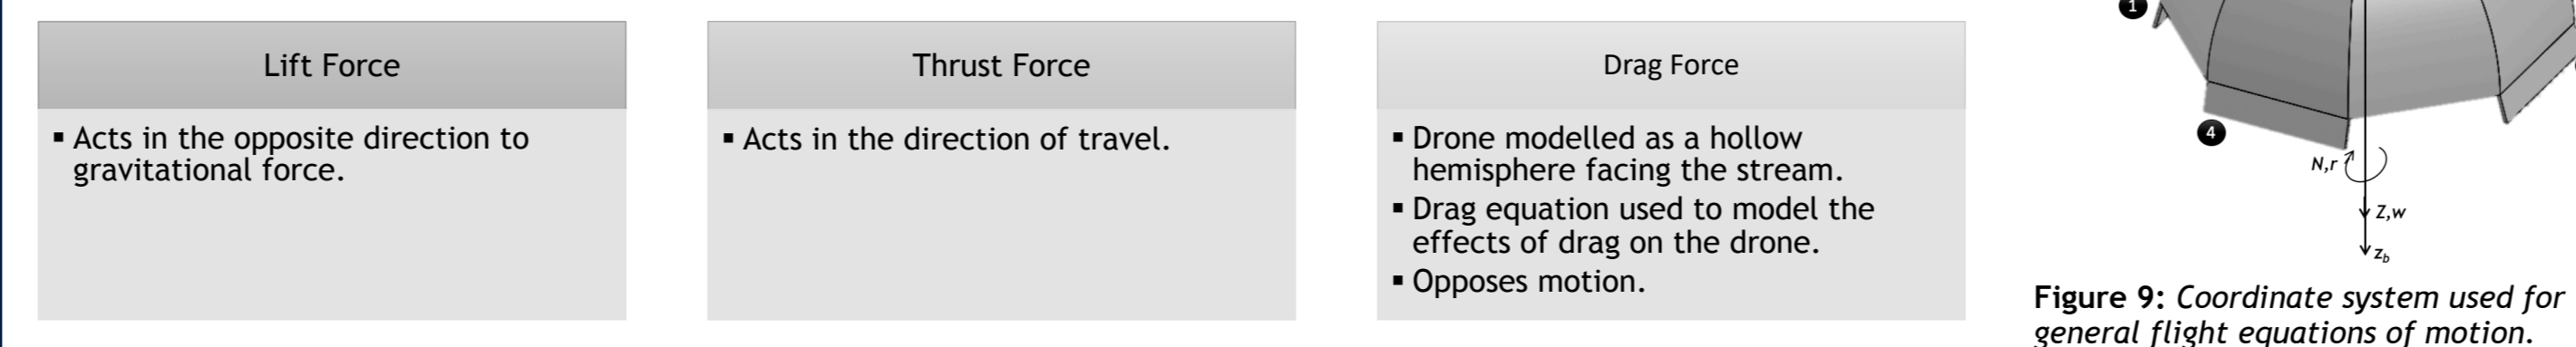 Lift Force
▪ Acts in the opposite direction to
gravitational force.
Thrust Force
▪ Acts in the direction of travel.
Drag Force
▪ Drone modelled as a hollow
hemisphere facing the stream.
▪ Drag equation used to model the
effects of drag on the drone.
▪ Opposes motion.
1
4
N,r
Z,w
z_b
Figure 9: Coordinate system used for
general flight equations of motion.